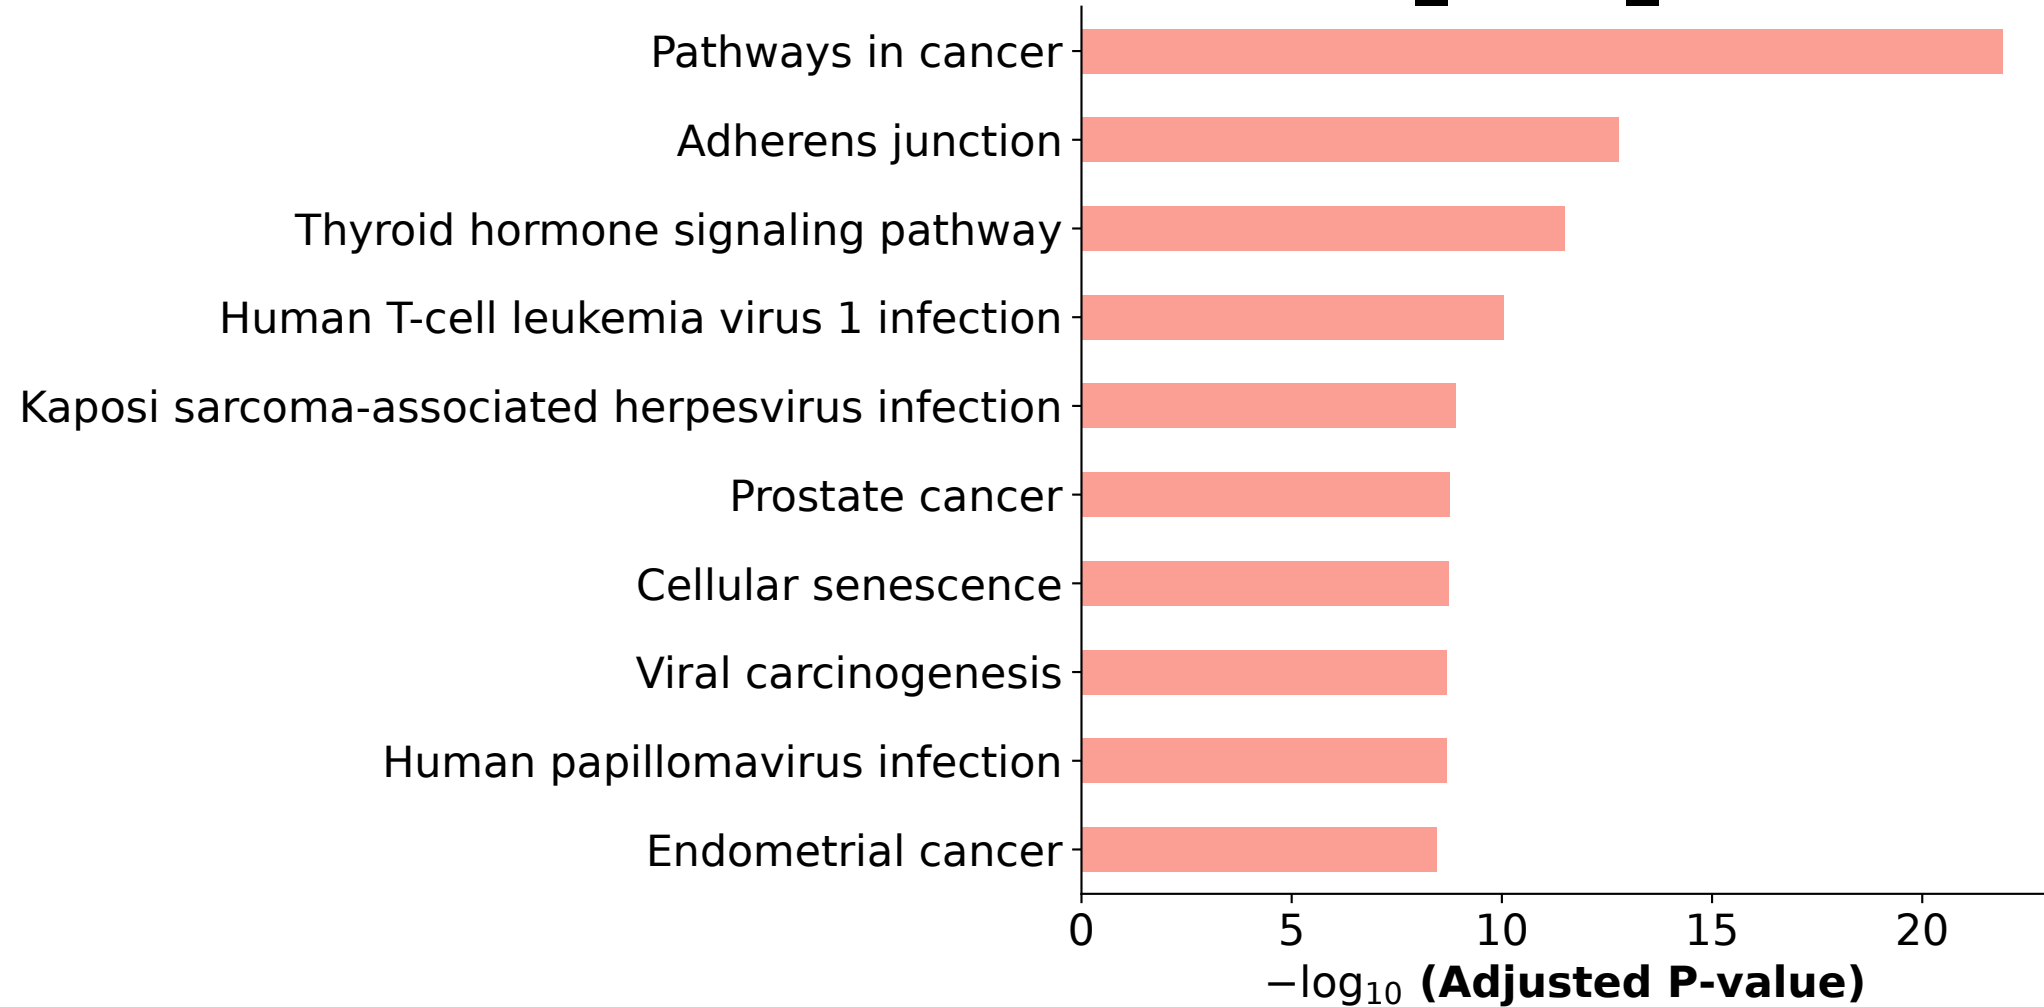 Pathways in cancer
Adherens junction
Thyroid hormone signaling pathway
Human T-cell leukemia virus 1 infection
Kaposi sarcoma-associated herpesvirus infection
Prostate cancer
Cellular senescence
Viral carcinogenesis
Human papillomavirus infection
Endometrial cancer
0 5 10 15 20
−log₁₀ (Adjusted P-value)